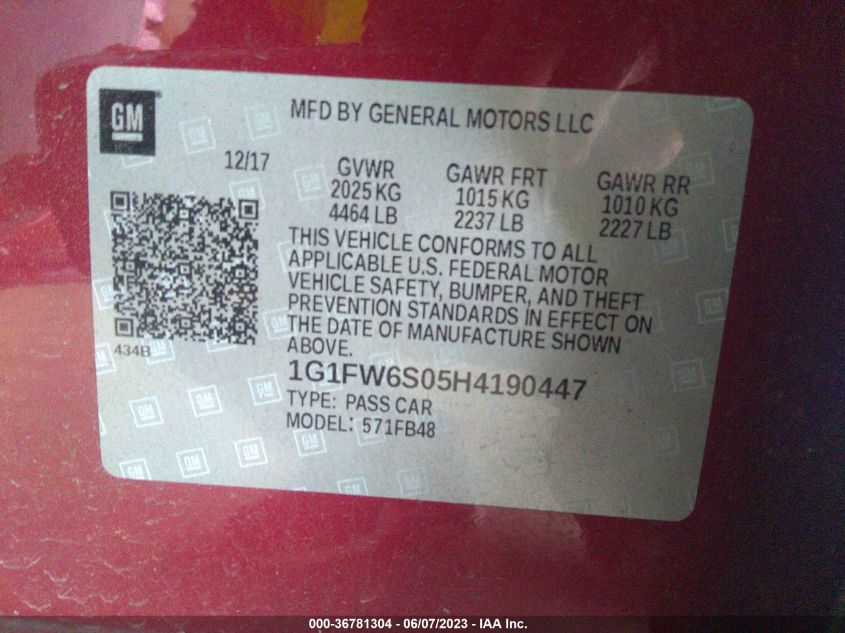 GM
MFD BY GENERAL MOTORS LLC
12/17
GVWR GAWR FRT GAWR RR
2025 KG 1015 KG 1010 KG
4464 LB 2237 LB 2227 LB
THIS VEHICLE CONFORMS TO ALL
APPLICABLE U.S. FEDERAL MOTOR
VEHICLE SAFETY, BUMPER, AND THEFT
PREVENTION STANDARDS IN EFFECT ON
THE DATE OF MANUFACTURE SHOWN
ABOVE.
434B
1G1FW6S05H4190447
TYPE: PASS CAR
MODEL: 571FB48
000-36781304 - 06/07/2023 - IAA Inc.